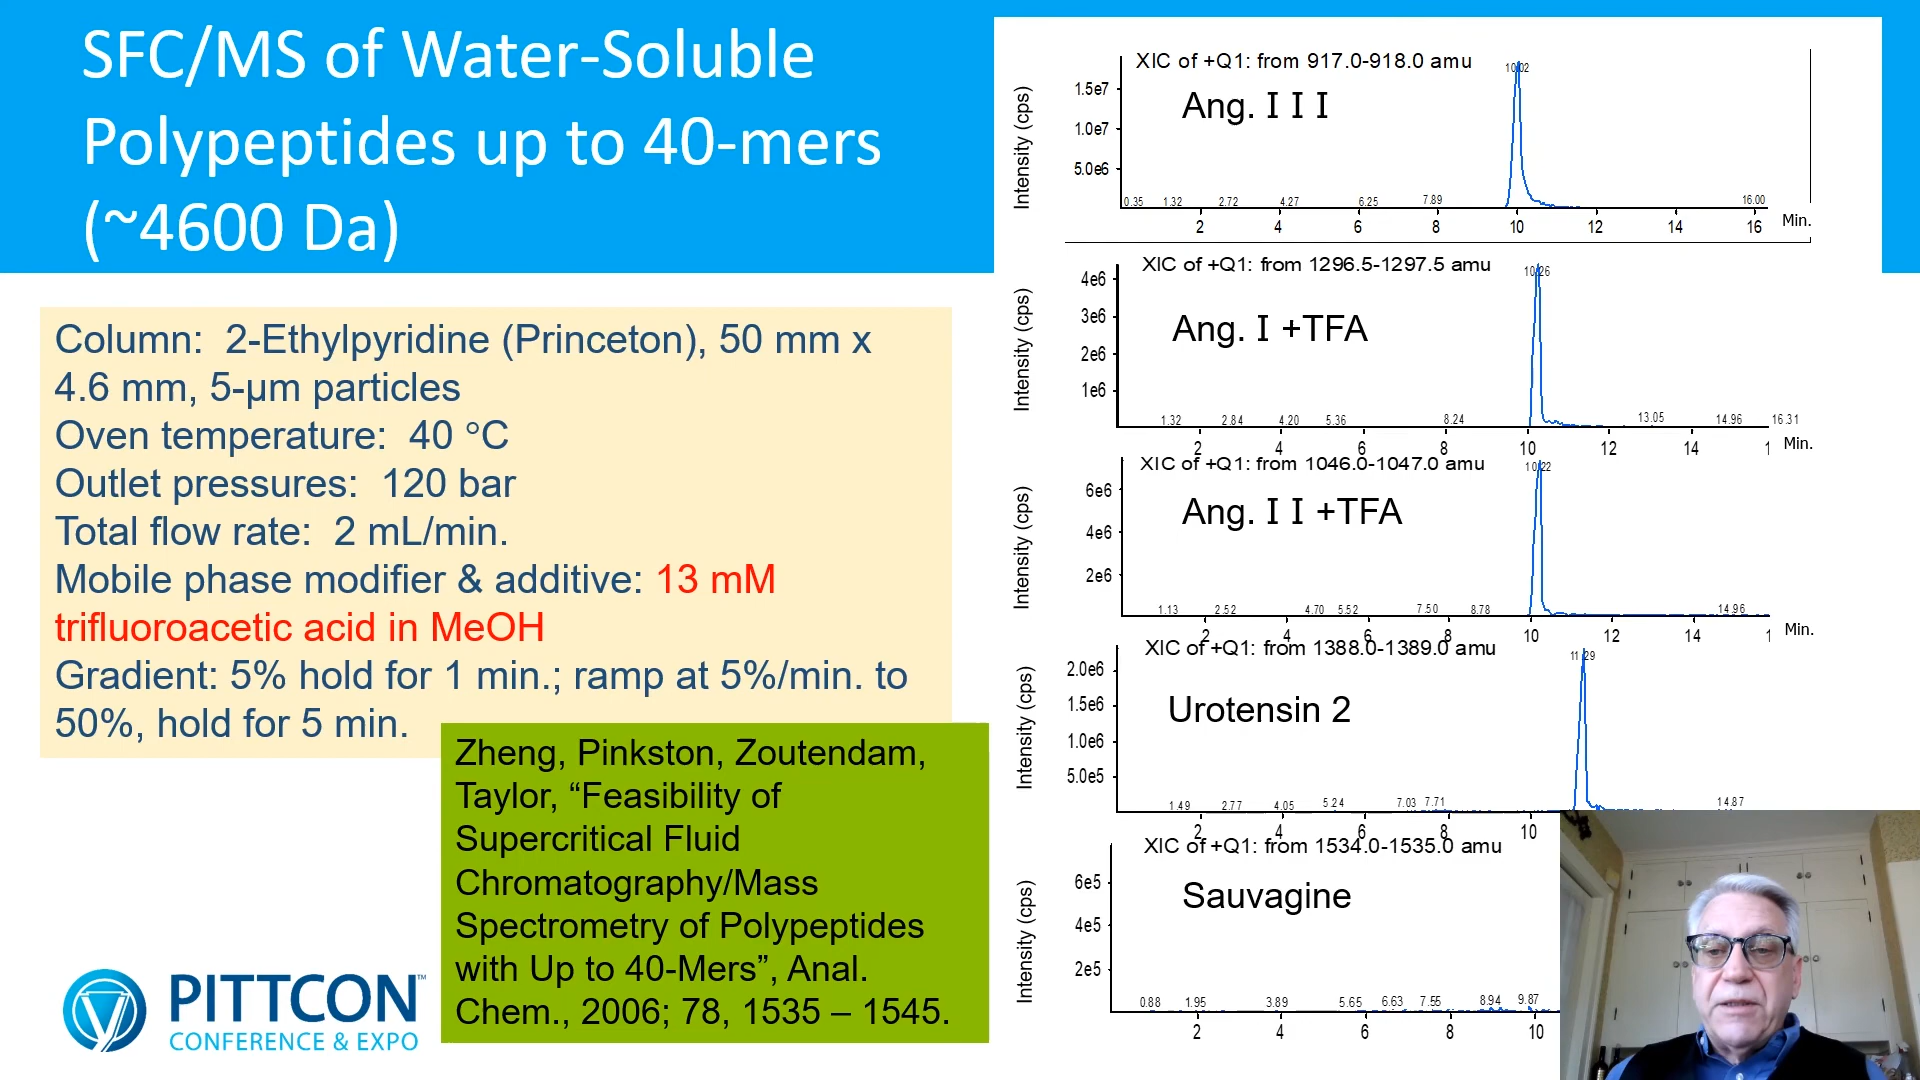 SFC/MS of Water-Soluble
Polypeptides up to 40-mers
(~4600 Da)
Column:  2-Ethylpyridine (Princeton), 50 mm x
4.6 mm, 5-µm particles
Oven temperature:  40 °C
Outlet pressures:  120 bar
Total flow rate:  2 mL/min.
Mobile phase modifier & additive: 13 mM
trifluoroacetic acid in MeOH
Gradient: 5% hold for 1 min.; ramp at 5%/min. to
50%, hold for 5 min.
Zheng, Pinkston, Zoutendam,
Taylor, “Feasibility of
Supercritical Fluid
Chromatography/Mass
Spectrometry of Polypeptides
with Up to 40-Mers”, Anal.
Chem., 2006; 78, 1535 – 1545.
PITTCON™
CONFERENCE & EXPO
XIC of +Q1: from 917.0-918.0 amu
10.02
Ang. I I I
Intensity (cps)
1.5e7
1.0e7
5.0e6
0.35 1.32 2.72 4.27 6.25 7.89 16.00
2 4 6 8 10 12 14 16 Min.
XIC of +Q1: from 1296.5-1297.5 amu
10.26
Ang. I +TFA
Intensity (cps)
4e6
3e6
2e6
1e6
1.32 2.84 4.20 5.36 8.24 13.05 14.96 16.31
2 4 6 8 10 12 14 1 Min.
XIC of +Q1: from 1046.0-1047.0 amu
10.22
Ang. I I +TFA
Intensity (cps)
6e6
4e6
2e6
1.13 2.52 4.70 5.52 7.50 8.78 14.96
2 4 6 8 10 12 14 1 Min.
XIC of +Q1: from 1388.0-1389.0 amu
11.29
Urotensin 2
Intensity (cps)
2.0e6
1.5e6
1.0e6
5.0e5
1.49 2.77 4.05 5.24 7.03 7.71 14.87
2 4 6 8 10
XIC of +Q1: from 1534.0-1535.0 amu
Sauvagine
Intensity (cps)
6e5
4e5
2e5
0.88 1.95 3.89 5.65 6.63 7.55 8.94 9.87
2 4 6 8 10